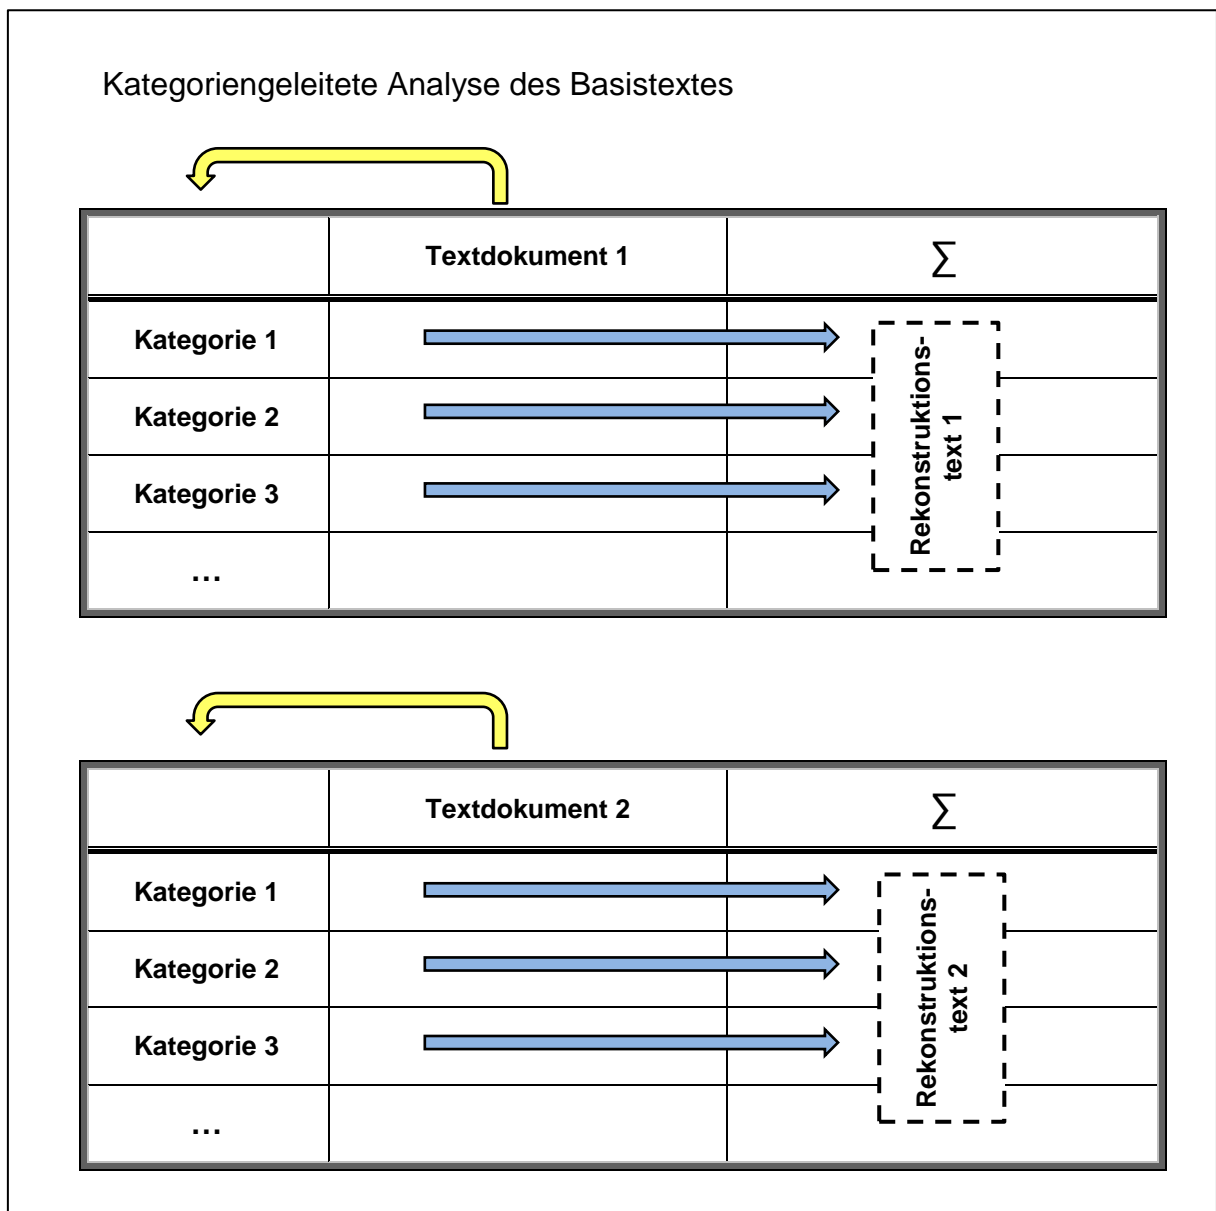 Kategoriengeleitete Analyse des Basistextes
Textdokument 1
∑
Kategorie 1
Kategorie 2
Kategorie 3
…
Rekonstruktions-
text 1
Textdokument 2
∑
Kategorie 1
Kategorie 2
Kategorie 3
…
Rekonstruktions-
text 2